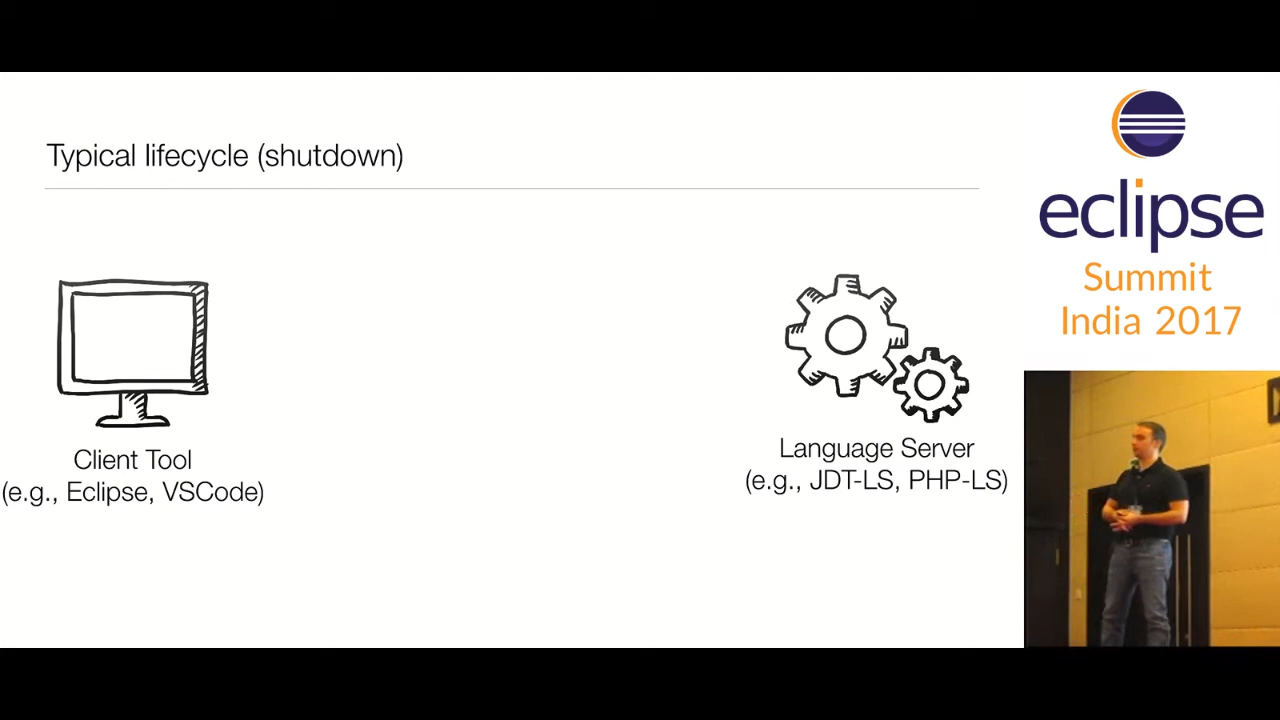 Typical lifecycle (shutdown)
Client Tool
(e.g., Eclipse, VSCode)
Language Server
(e.g., JDT-LS, PHP-LS)
eclipse
Summit
India 2017